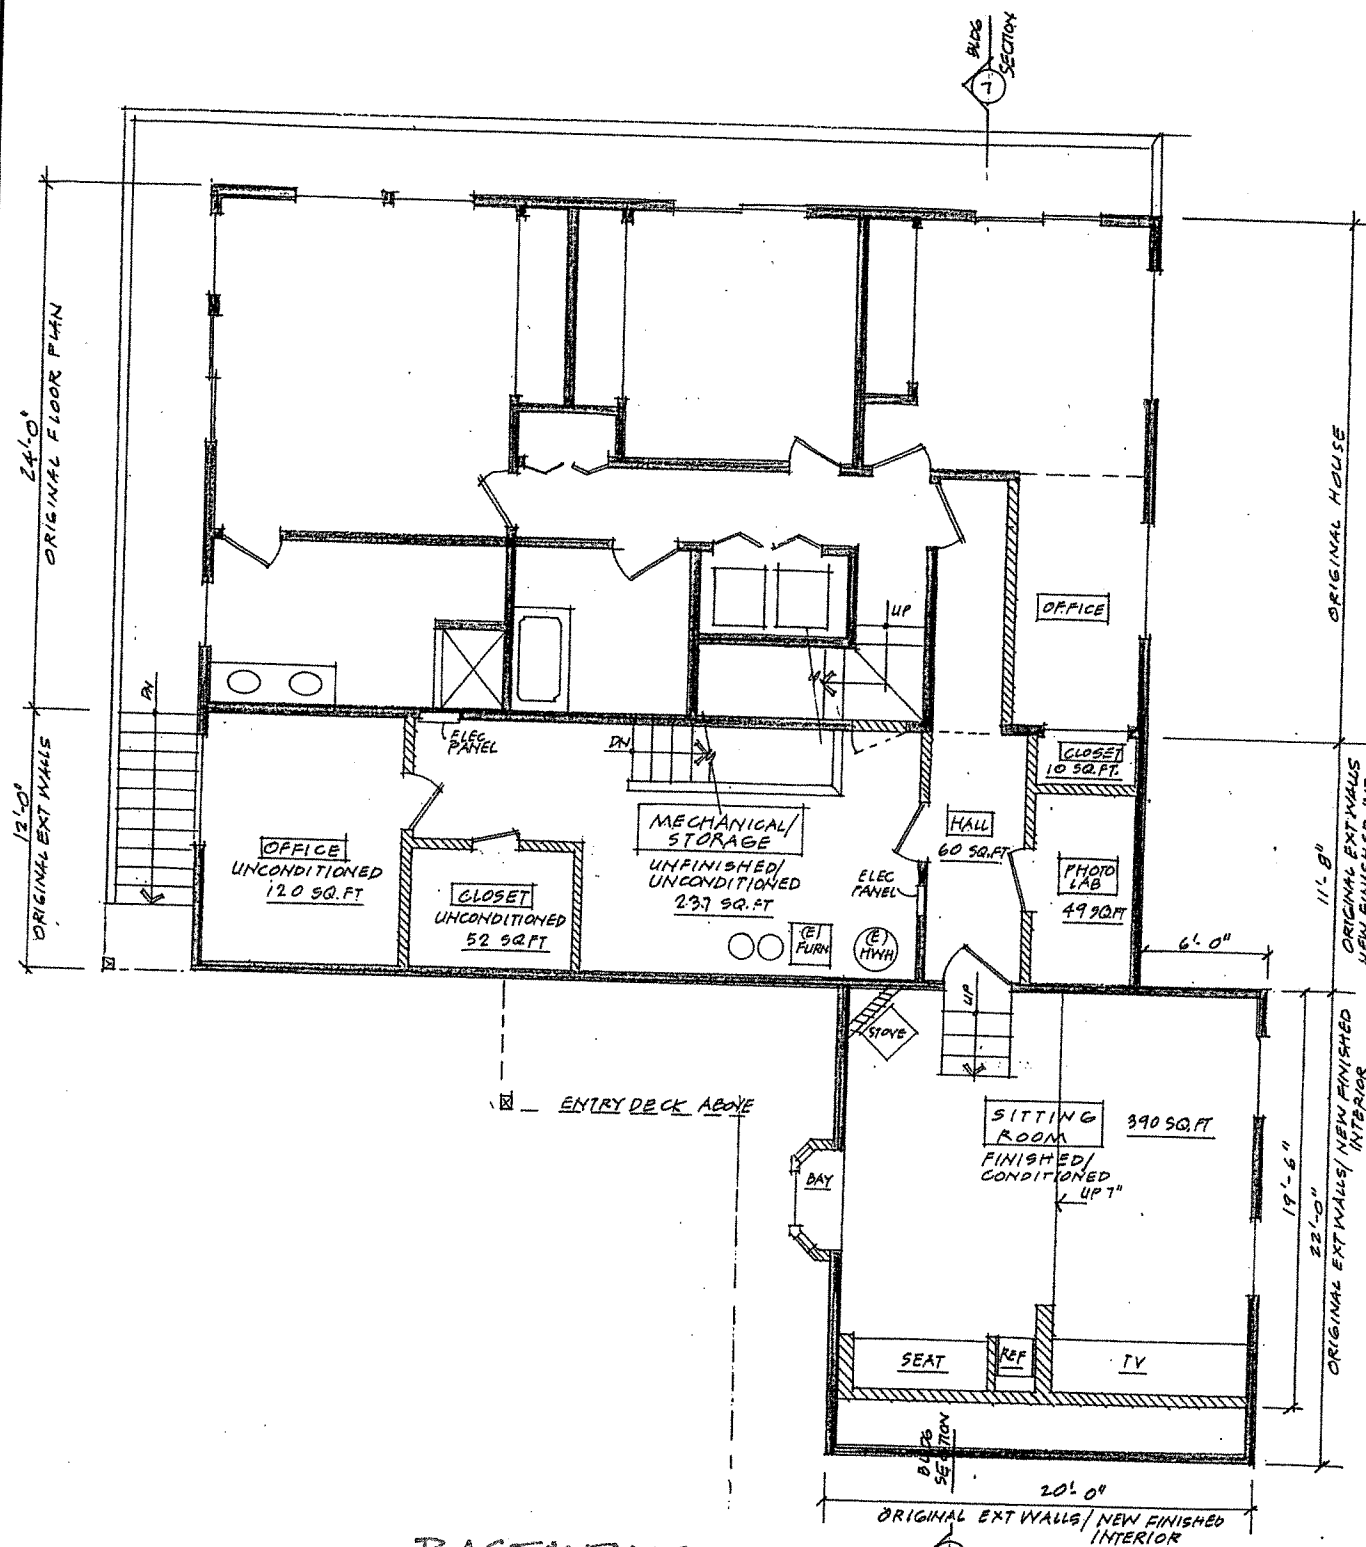 BLDG
SECTION
7
24'-0"
ORIGINAL FLOOR PLAN
12'-0"
ORIGINAL EXT WALLS
DN
ORIGINAL HOUSE
OFFICE
UP
ELEC
PANEL
DN
CLOSET
10 SQ.FT.
MECHANICAL/
STORAGE
UNFINISHED/
UNCONDITIONED
237 SQ.FT
OFFICE
UNCONDITIONED
120 SQ.FT
CLOSET
UNCONDITIONED
52 SQ FT
HALL
60 SQ.FT
ELEC
PANEL
PHOTO
LAB
49 SQ FT
(E)
FURN
(E)
HWH
11'-8"
ORIGINAL EXT WALLS
6'-0"
UP
STOVE
ENTRY DECK ABOVE
SITTING
ROOM
390 SQ.FT
FINISHED/
CONDITIONED
UP 7"
BAY
19'-6"
22'-0"
ORIGINAL EXT WALLS/ NEW FINISHED
INTERIOR
SEAT
REF
TV
BLDG
SECTION
20'-0"
ORIGINAL EXT WALLS/ NEW FINISHED
INTERIOR